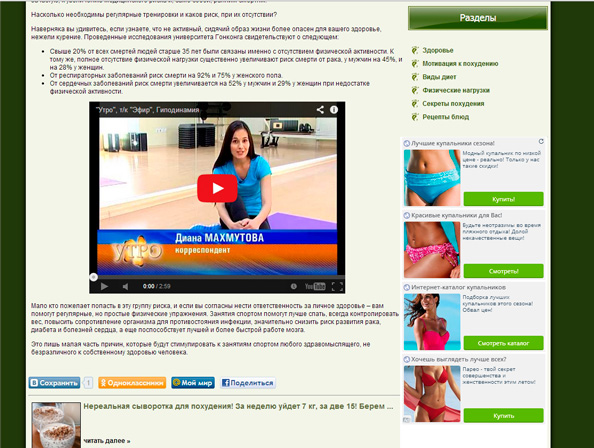 Насколько необходимы регулярные тренировки и каков риск, при их отсутствии?
Наверняка вы удивитесь, если узнаете, что не активный, сидячий образ жизни более опасен для вашего здоровье,
нежели курение. Проведенные исследования университета Гонконга свидетельствуют о следующем:
Свыше 20% от всех смертей людей старше 35 лет были связаны именно с отсутствием физической активности. К
тому же, полное отсутствие физической нагрузки существенно увеличивают риск смерти от рака, у мужчин на 45%, и
на 28% у женщин.
От респираторных заболеваний риск смерти на 92% и 75% у женского пола.
От сердечных заболеваний риск смерти увеличивается на 52% у мужчин и 29% у женщин при недостатке
физической активности.
"Утро", т/к "Эфир", Гиподинамия
УТРО
Диана МАХМУТОВА
корреспондент
0:00 / 2:59
YouTube
Мало кто пожелает попасть в эту группу риска, и если вы согласны нести ответственность за личное здоровье – вам
помогут регулярные, но простые физические упражнения. Занятия спортом помогут лучше спать, всегда контролировать
вес, повысить сопротивление организма для противостояния инфекции, значительно снизить риск развития рака,
диабета и болезней сердца, а еще поспособствует лучшей и более быстрой работе мозга.
Это лишь малая часть причин, которые будут стимулировать к занятиям спортом любого здравомыслящего, не
безразличного к собственному здоровью человека.
Сохранить 1 Одноклассники Мой мир Поделиться
Нереальная сыворотка для похудения! За неделю уйдет 7 кг, за две 15! Берем ...
читать далее »
Разделы
Здоровье
Мотивация к похудению
Виды диет
Физические нагрузки
Секреты похудения
Рецепты блюд
Лучшие купальники сезона!
Модный купальник по низкой
цене - реально! Только у нас
такие скидки!
Купить!
Красивые купальники для Вас!
Будьте неотразимы во время
пляжного отдыха! Долой
некачественные вещи!
Смотреть!
Интернет-каталог купальников
Подборка лучших
купальников этого сезона!
Обвал цен!
Смотреть каталог
Хочешь выглядеть лучше всех?
Парео - твой секрет
совершенства и
женственности этим летом!
Купить